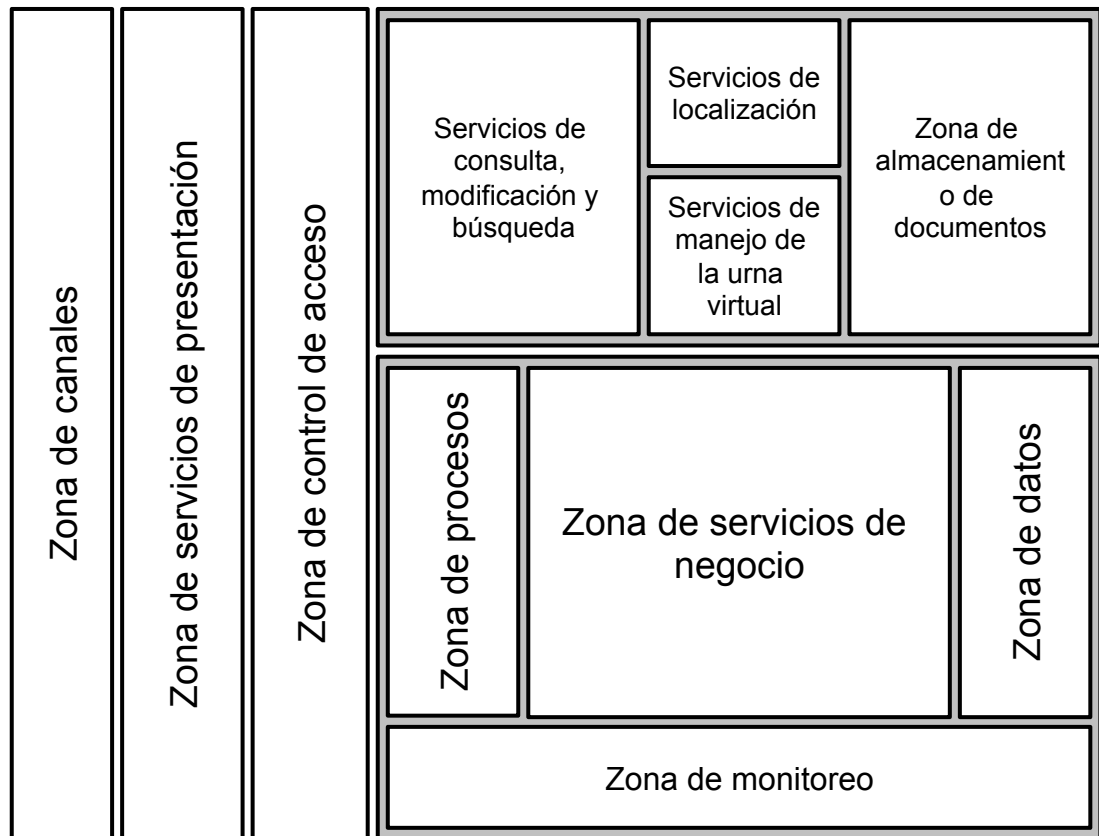 Zona de canales
Zona de servicios de presentación
Zona de control de acceso
Servicios de
consulta,
modificación y
búsqueda
Servicios de
localización
Servicios de
manejo de
la urna
virtual
Zona de
almacenamient
o de
documentos
Zona de procesos
Zona de servicios de
negocio
Zona de datos
Zona de monitoreo